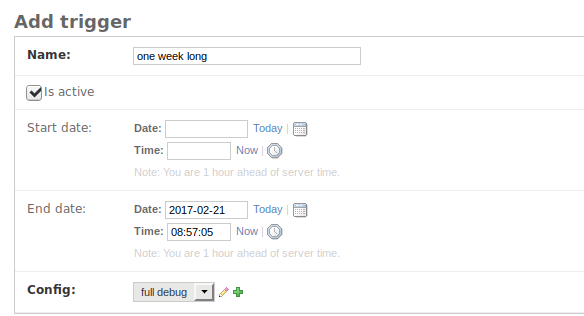 Add trigger
Name: one week long
Is active
Start date: Date: Today |
Time: Now |
Note: You are 1 hour ahead of server time.
End date: Date: 2017-02-21 Today |
Time: 08:57:05 Now |
Note: You are 1 hour ahead of server time.
Config: full debug